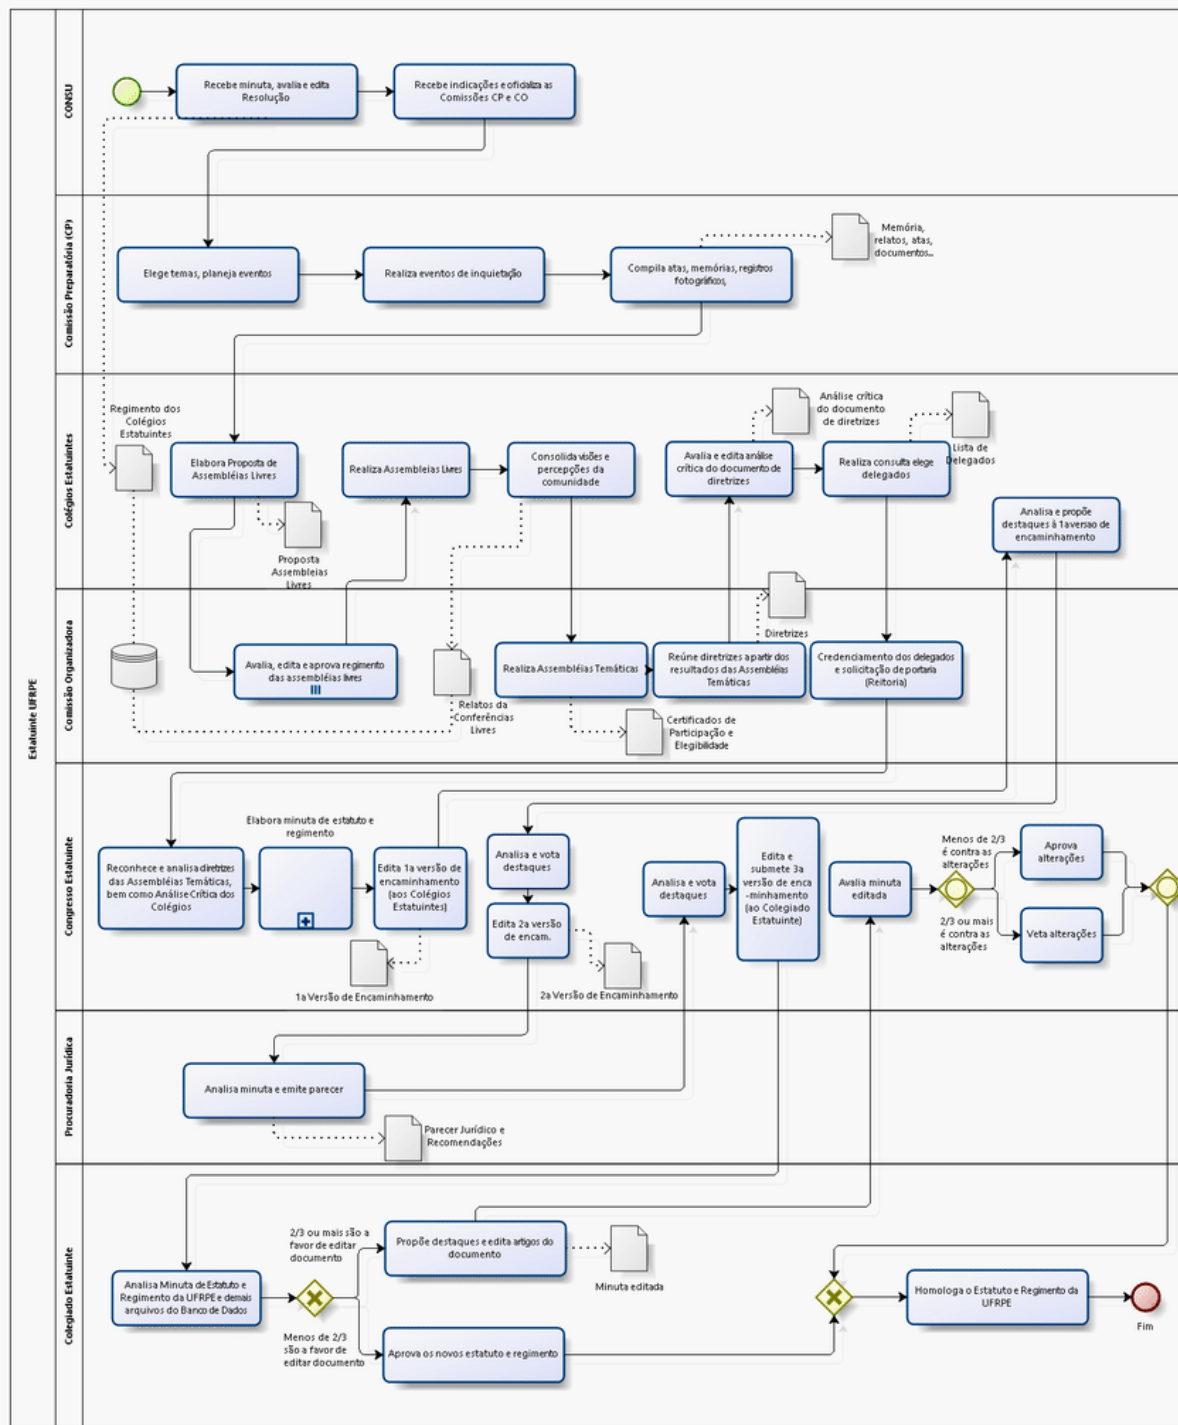 Estatuinte UFRPE
CONSU
Recebe minuta, avalia e edita
Resolução
Recebe indicações e oficializa as
Comissões CP e CO
Comissão Preparatória (CP)
Elege temas, planeja eventos
Realiza eventos de inquietação
Compila atas, memórias, registros
fotográficos,
Memória,
relatos, atas,
documentos...
Colégios Estatuintes
Regimento dos
Colégios
Estatuintes
Elabora Proposta de
Assembléias Livres
Proposta
Assembleias
Livres
Realiza Assembleias Livres
Consolida visões e
percepções da
comunidade
Avalia e edita análise
crítica do documento de
diretrizes
Análise crítica
do documento
de diretrizes
Realiza consulta elege
delegados
Lista de
Delegados
Analisa e propõe
destaques à 1a versao de
encaminhamento
Comissão Organizadora
Avalia, edita e aprova regimento
das assembléias livres
Relatos da
Conferências
Livres
Realiza Assembléias Temáticas
Certificados de
Participação e
Elegibilidade
Reúne diretrizes a partir dos
resultados das Assembléias
Temáticas
Diretrizes
Credenciamento dos delegados
e solicitação de portaria
(Reitoria)
Congresso Estatuinte
Reconhece e analisa diretrizes
das Assembléias Temáticas,
bem como Análise Crítica dos
Colégios
Elabora minuta de estatuto e
regimento
Edita 1a versão de
encaminhamento
(aos Colégios
Estatuintes)
1a Versão de Encaminhamento
Analisa e vota
destaques
Edita 2a versão
de encam.
2a Versão de Encaminhamento
Analisa e vota
destaques
Edita e
submete 3a
versão de enca
-minhamento
(ao Colegiado
Estatuinte)
Avalia minuta
editada
Menos de 2/3
é contra as
alterações
2/3 ou mais
é contra as
alterações
Aprova
alterações
Veta alterações
Procuradoria Jurídica
Analisa minuta e emite parecer
Parecer Jurídico e
Recomendações
Colegiado Estatuinte
Analisa Minuta de Estatuto e
Regimento da UFRPE e demais
arquivos do Banco de Dados
2/3 ou mais são a
favor de editar
documento
Menos de 2/3
são a favor de
editar documento
Propõe destaques e edita artigos do
documento
Minuta editada
Aprova os novos estatuto e regimento
Homologa o Estatuto e Regimento da
UFRPE
Fim